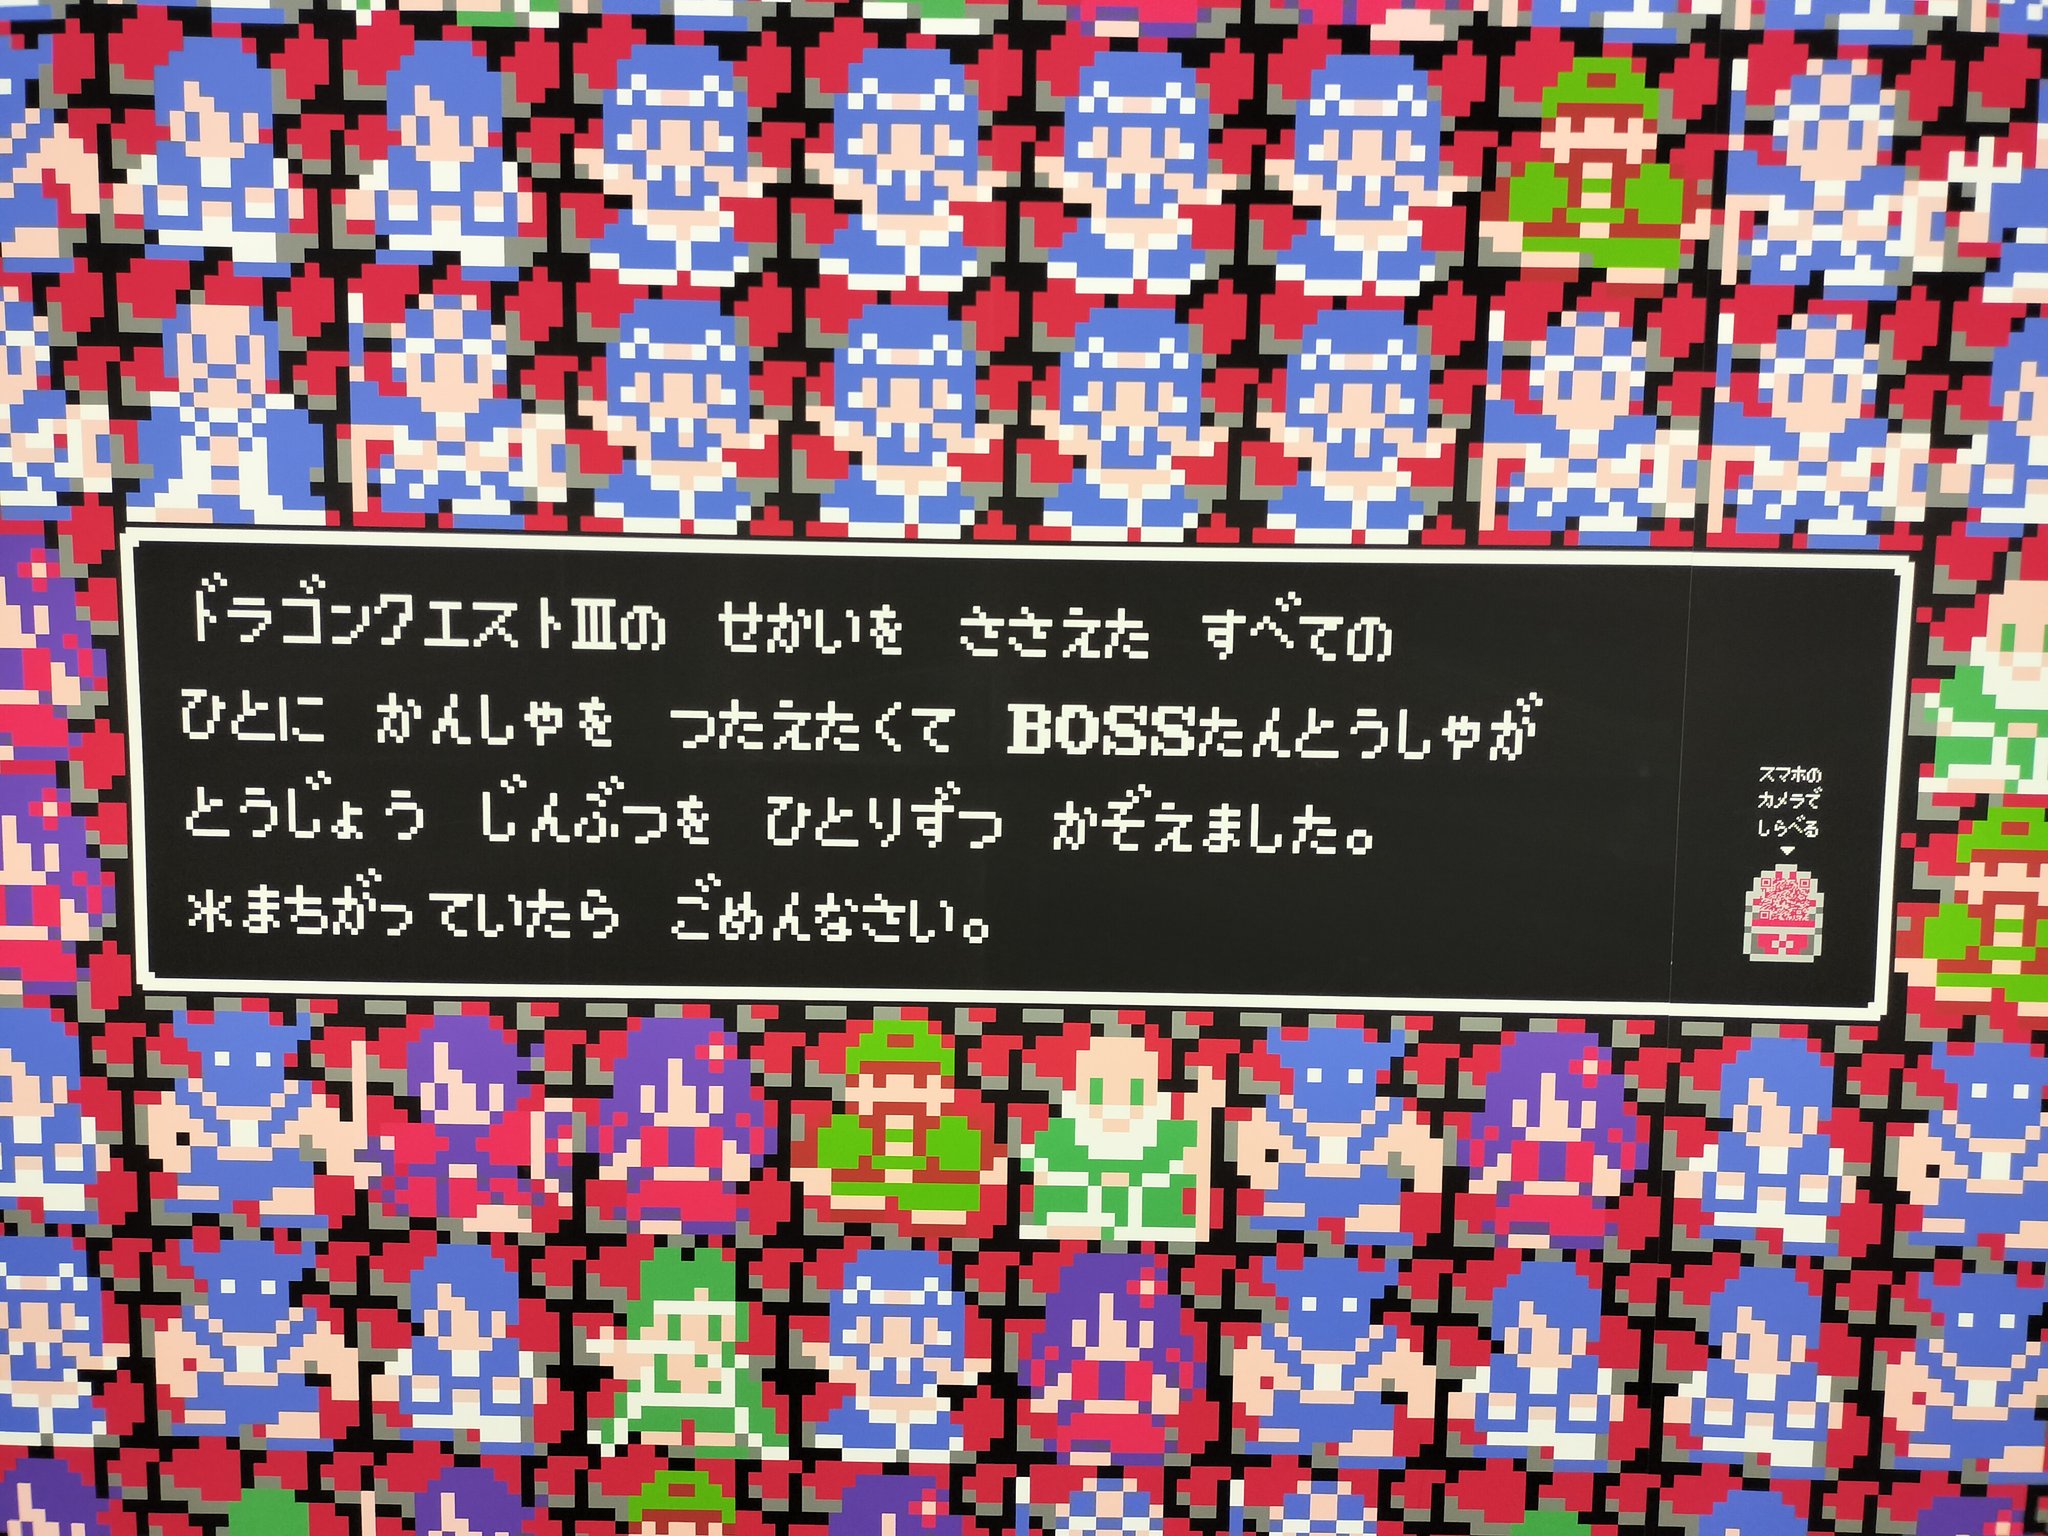 ドラゴンクエストⅢの せかいを ささえた すべての
ひとに かんしゃを つたえたくて BOSSたんとうしゃが
とうじょう じんぶつを ひとりずつ かぞえました。
※まちがっていたら ごめんなさい。
スマホの
カメラで
しらべる